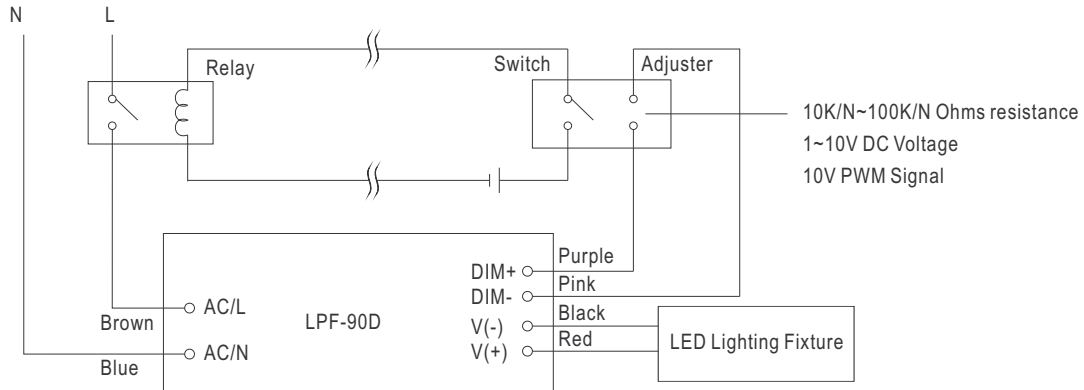 N L
Relay
Switch
Adjuster
10K/N~100K/N Ohms resistance
1~10V DC Voltage
10V PWM Signal
Purple
DIM+
Pink
DIM-
Black
AC/L
LPF-90D
V(-)
Brown
Red
LED Lighting Fixture
AC/N
V(+)
Blue